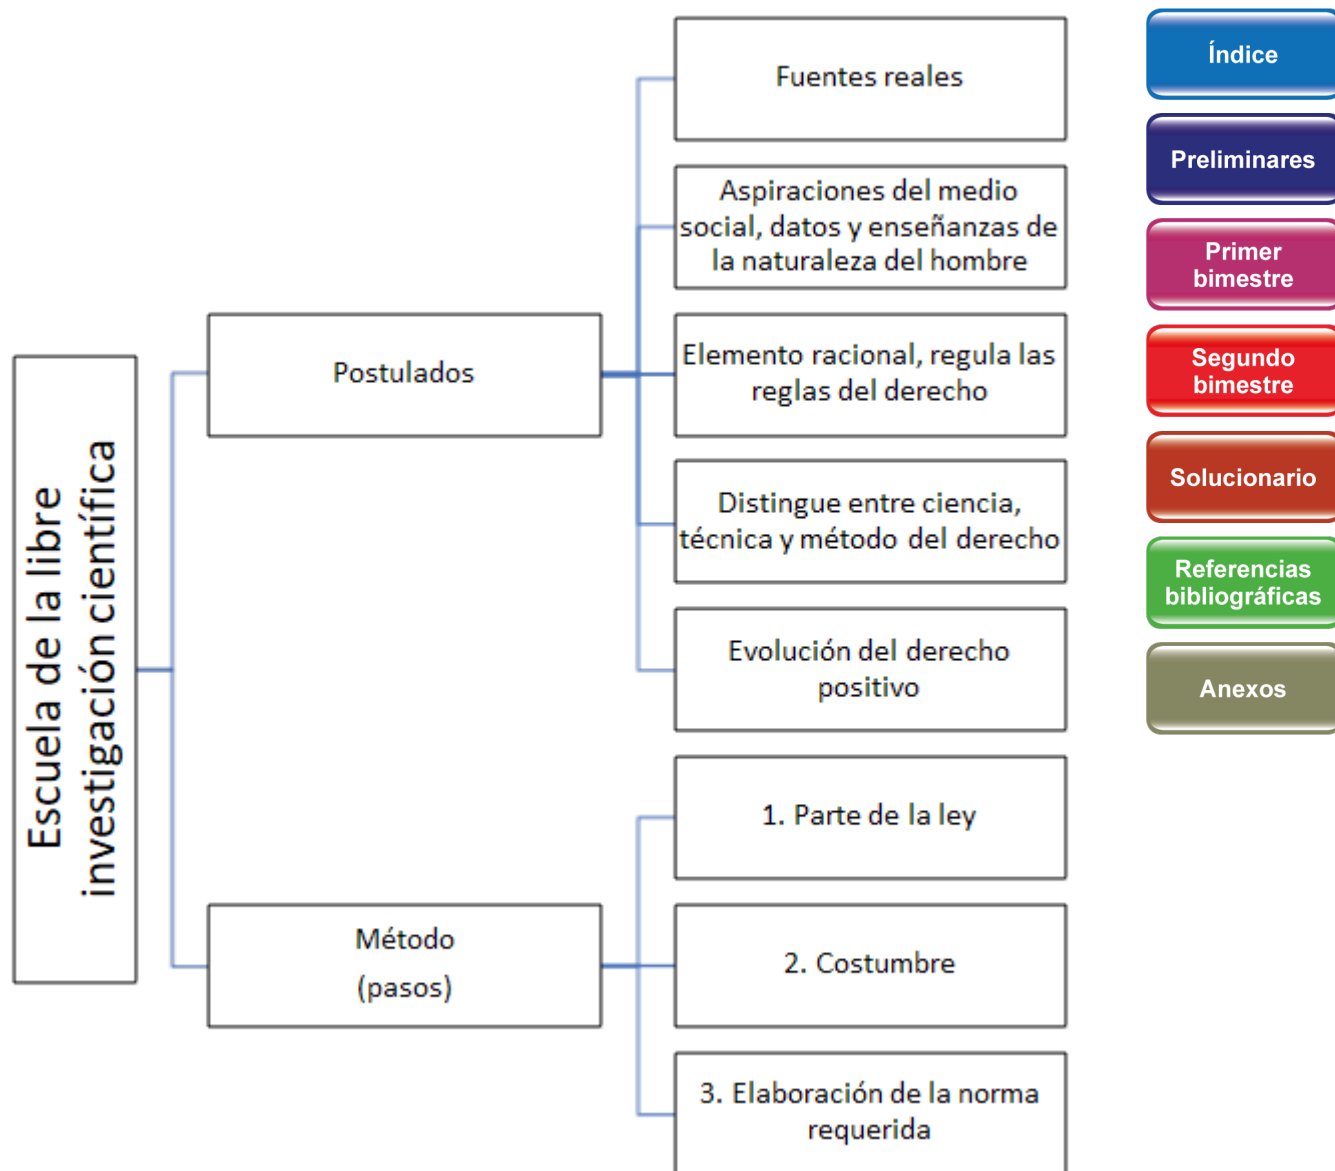 Escuela de la libre
investigación científica
Postulados
Fuentes reales
Aspiraciones del medio
social, datos y enseñanzas de
la naturaleza del hombre
Elemento racional, regula las
reglas del derecho
Distingue entre ciencia,
técnica y método del derecho
Evolución del derecho
positivo
Método
(pasos)
1. Parte de la ley
2. Costumbre
3. Elaboración de la norma
requerida
Índice
Preliminares
Primer
bimestre
Segundo
bimestre
Solucionario
Referencias
bibliográficas
Anexos